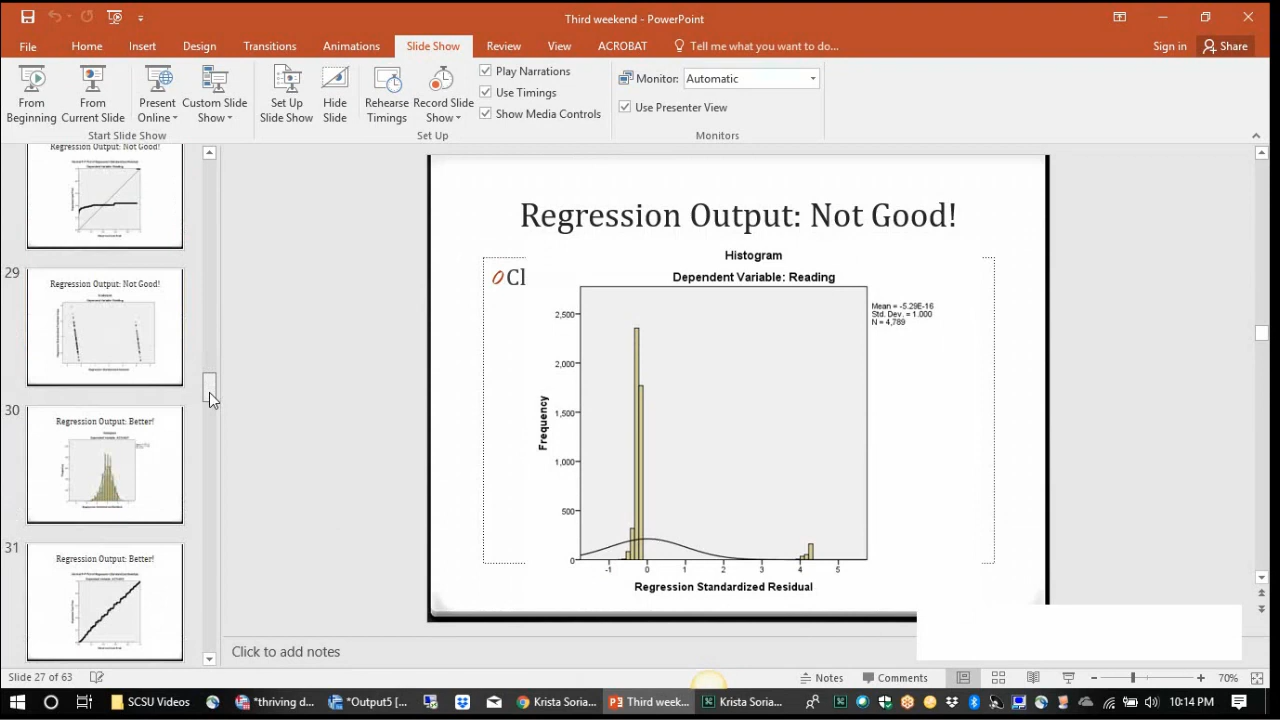 Third weekend - PowerPoint
File Home Insert Design Transitions Animations Slide Show Review View ACROBAT Tell me what you want to do... Sign in Share
From Beginning
From Current Slide
Present Online
Custom Slide Show
Start Slide Show
Set Up Slide Show
Hide Slide
Rehearse Timings
Record Slide Show
Play Narrations
Use Timings
Show Media Controls
Set Up
Monitor: Automatic
Use Presenter View
Monitors
Regression Output: Not Good!
29
Regression Output: Not Good!
30
Regression Output: Better!
31
Regression Output: Better!
Regression Output: Not Good!
Cl
Histogram
Dependent Variable: Reading
Mean = -5.29E-16
Std. Dev. = 1.000
N = 4,789
Frequency
2,500
2,000
1,500
1,000
500
0
-1 0 1 2 3 4 5
Regression Standardized Residual
Click to add notes
Slide 27 of 63
Notes
Comments
70%
SCSU Videos
*thriving d...
*Output5 [...
Krista Soria...
Third week...
Krista Soria...
10:14 PM